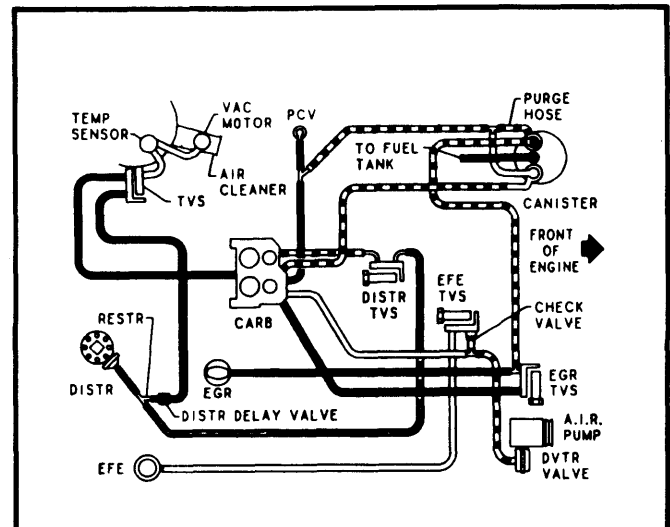 PURGE
HOSE
VAC
MOTOR
PCV
TEMP
SENSOR
TO FUEL
TANK
AIR
CLEANER
TVS
CANISTER
FRONT
OF
ENGINE
EFE
TVS
DISTR
TVS
CHECK
VALVE
CARB
RESTR
EGR
EGR
TVS
DISTR
DISTR DELAY VALVE
A.I.R.
PUMP
DVTR
VALVE
EFE